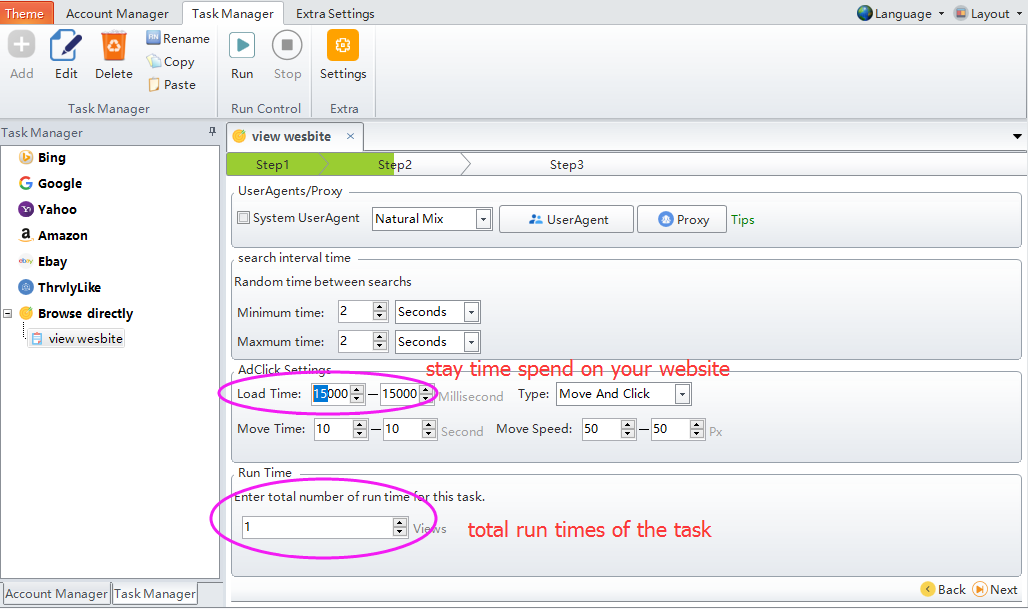 Theme Account Manager Task Manager Extra Settings Language Layout
Add Edit Delete RN Rename Copy Paste Run Stop Settings
Task Manager Run Control Extra
Task Manager
Bing
Google
Yahoo
a Amazon
ebay Ebay
ThrvlyLike
Browse directly
view wesbite
view wesbite ×
Step1 Step2 Step3
UserAgents/Proxy
System UserAgent Natural Mix UserAgent Proxy Tips
search interval time
Random time between searchs
Minimum time: 2 Seconds
Maxmum time: 2 Seconds
stay time spend on your website
AdClick Settings
Load Time: 15000 — 15000 Millisecond Type: Move And Click
Move Time: 10 — 10 Second Move Speed: 50 — 50 Px
Run Time
Enter total number of run time for this task.
1 Views
total run times of the task
Back Next
Account Manager Task Manager